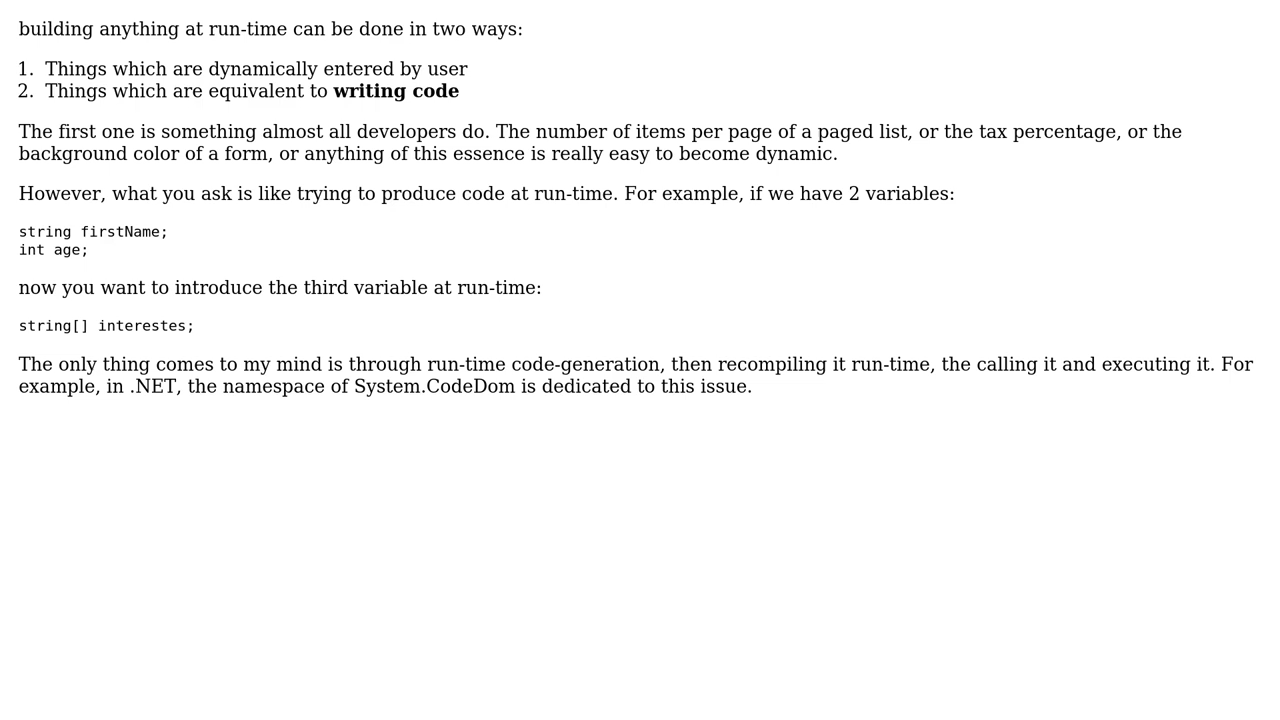 building anything at run-time can be done in two ways:
1. Things which are dynamically entered by user
2. Things which are equivalent to writing code
The first one is something almost all developers do. The number of items per page of a paged list, or the tax percentage, or the
background color of a form, or anything of this essence is really easy to become dynamic.
However, what you ask is like trying to produce code at run-time. For example, if we have 2 variables:
string firstName;
int age;
now you want to introduce the third variable at run-time:
string[] interestes;
The only thing comes to my mind is through run-time code-generation, then recompiling it run-time, the calling it and executing it. For
example, in .NET, the namespace of System.CodeDom is dedicated to this issue.